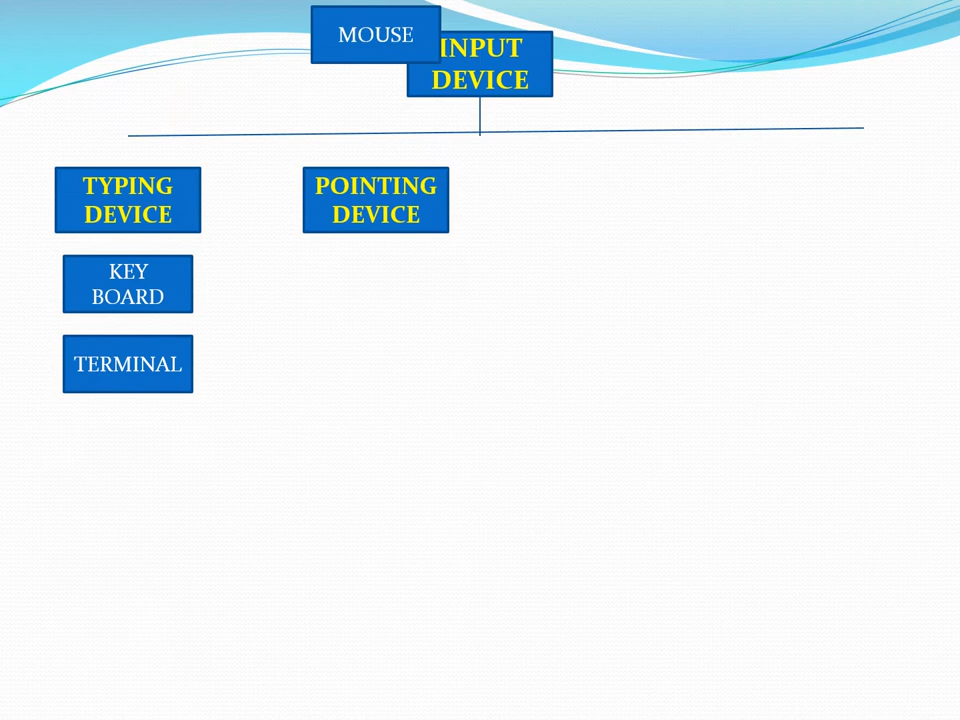 MOUSE
INPUT
DEVICE
TYPING
DEVICE
POINTING
DEVICE
KEY
BOARD
TERMINAL